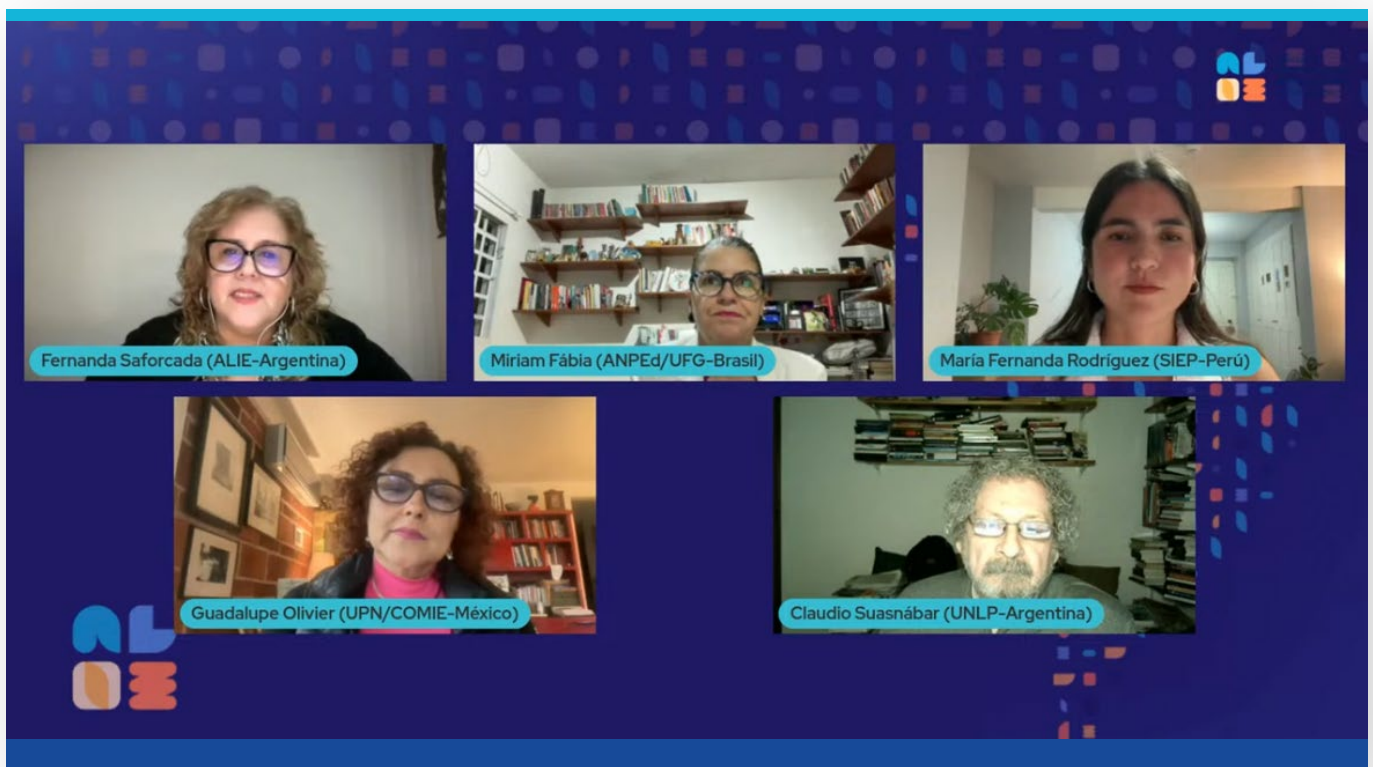 Fernanda Saforcada (ALIE-Argentina)
Miriam Fábia (ANPEd/UFG-Brasil)
María Fernanda Rodríguez (SIEP-Perú)
Guadalupe Olivier (UPN/COMIE-México)
Claudio Suasnábar (UNLP-Argentina)